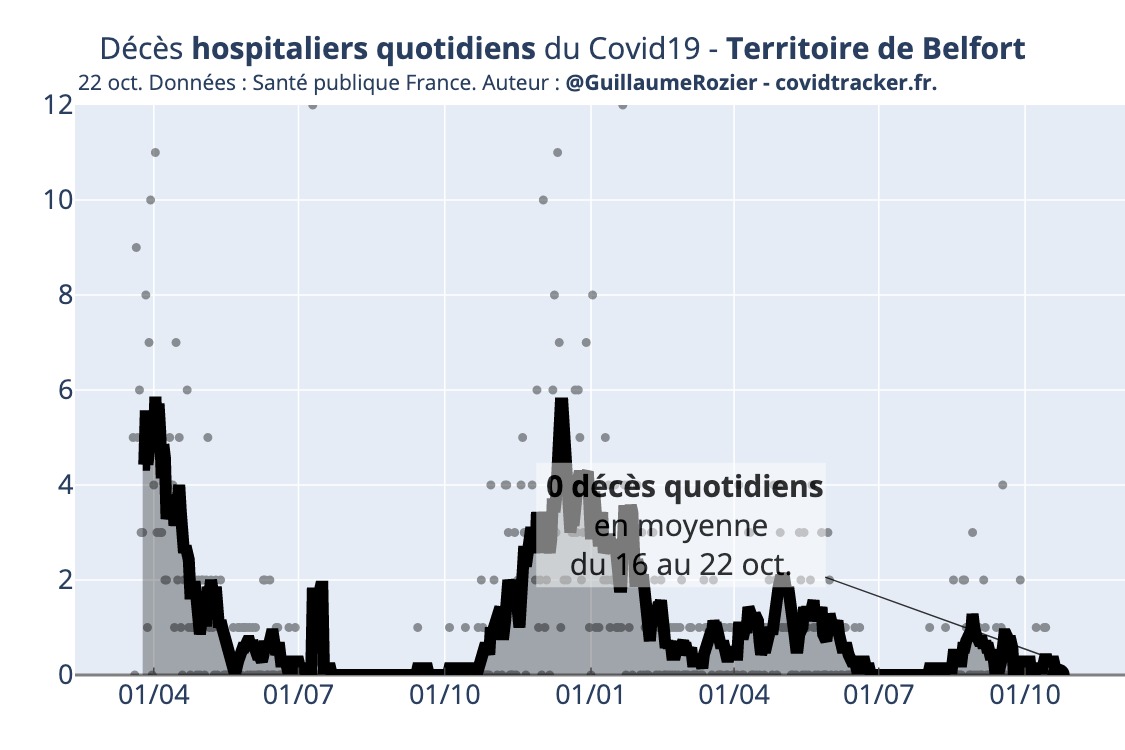 Décès hospitaliers quotidiens du Covid19 - Territoire de Belfort
22 oct. Données : Santé publique France. Auteur : @GuillaumeRozier - covidtracker.fr.
12
10
8
6
4
2
0
0 décès quotidiens
en moyenne
du 16 au 22 oct.
01/04 01/07 01/10 01/01 01/04 01/07 01/10